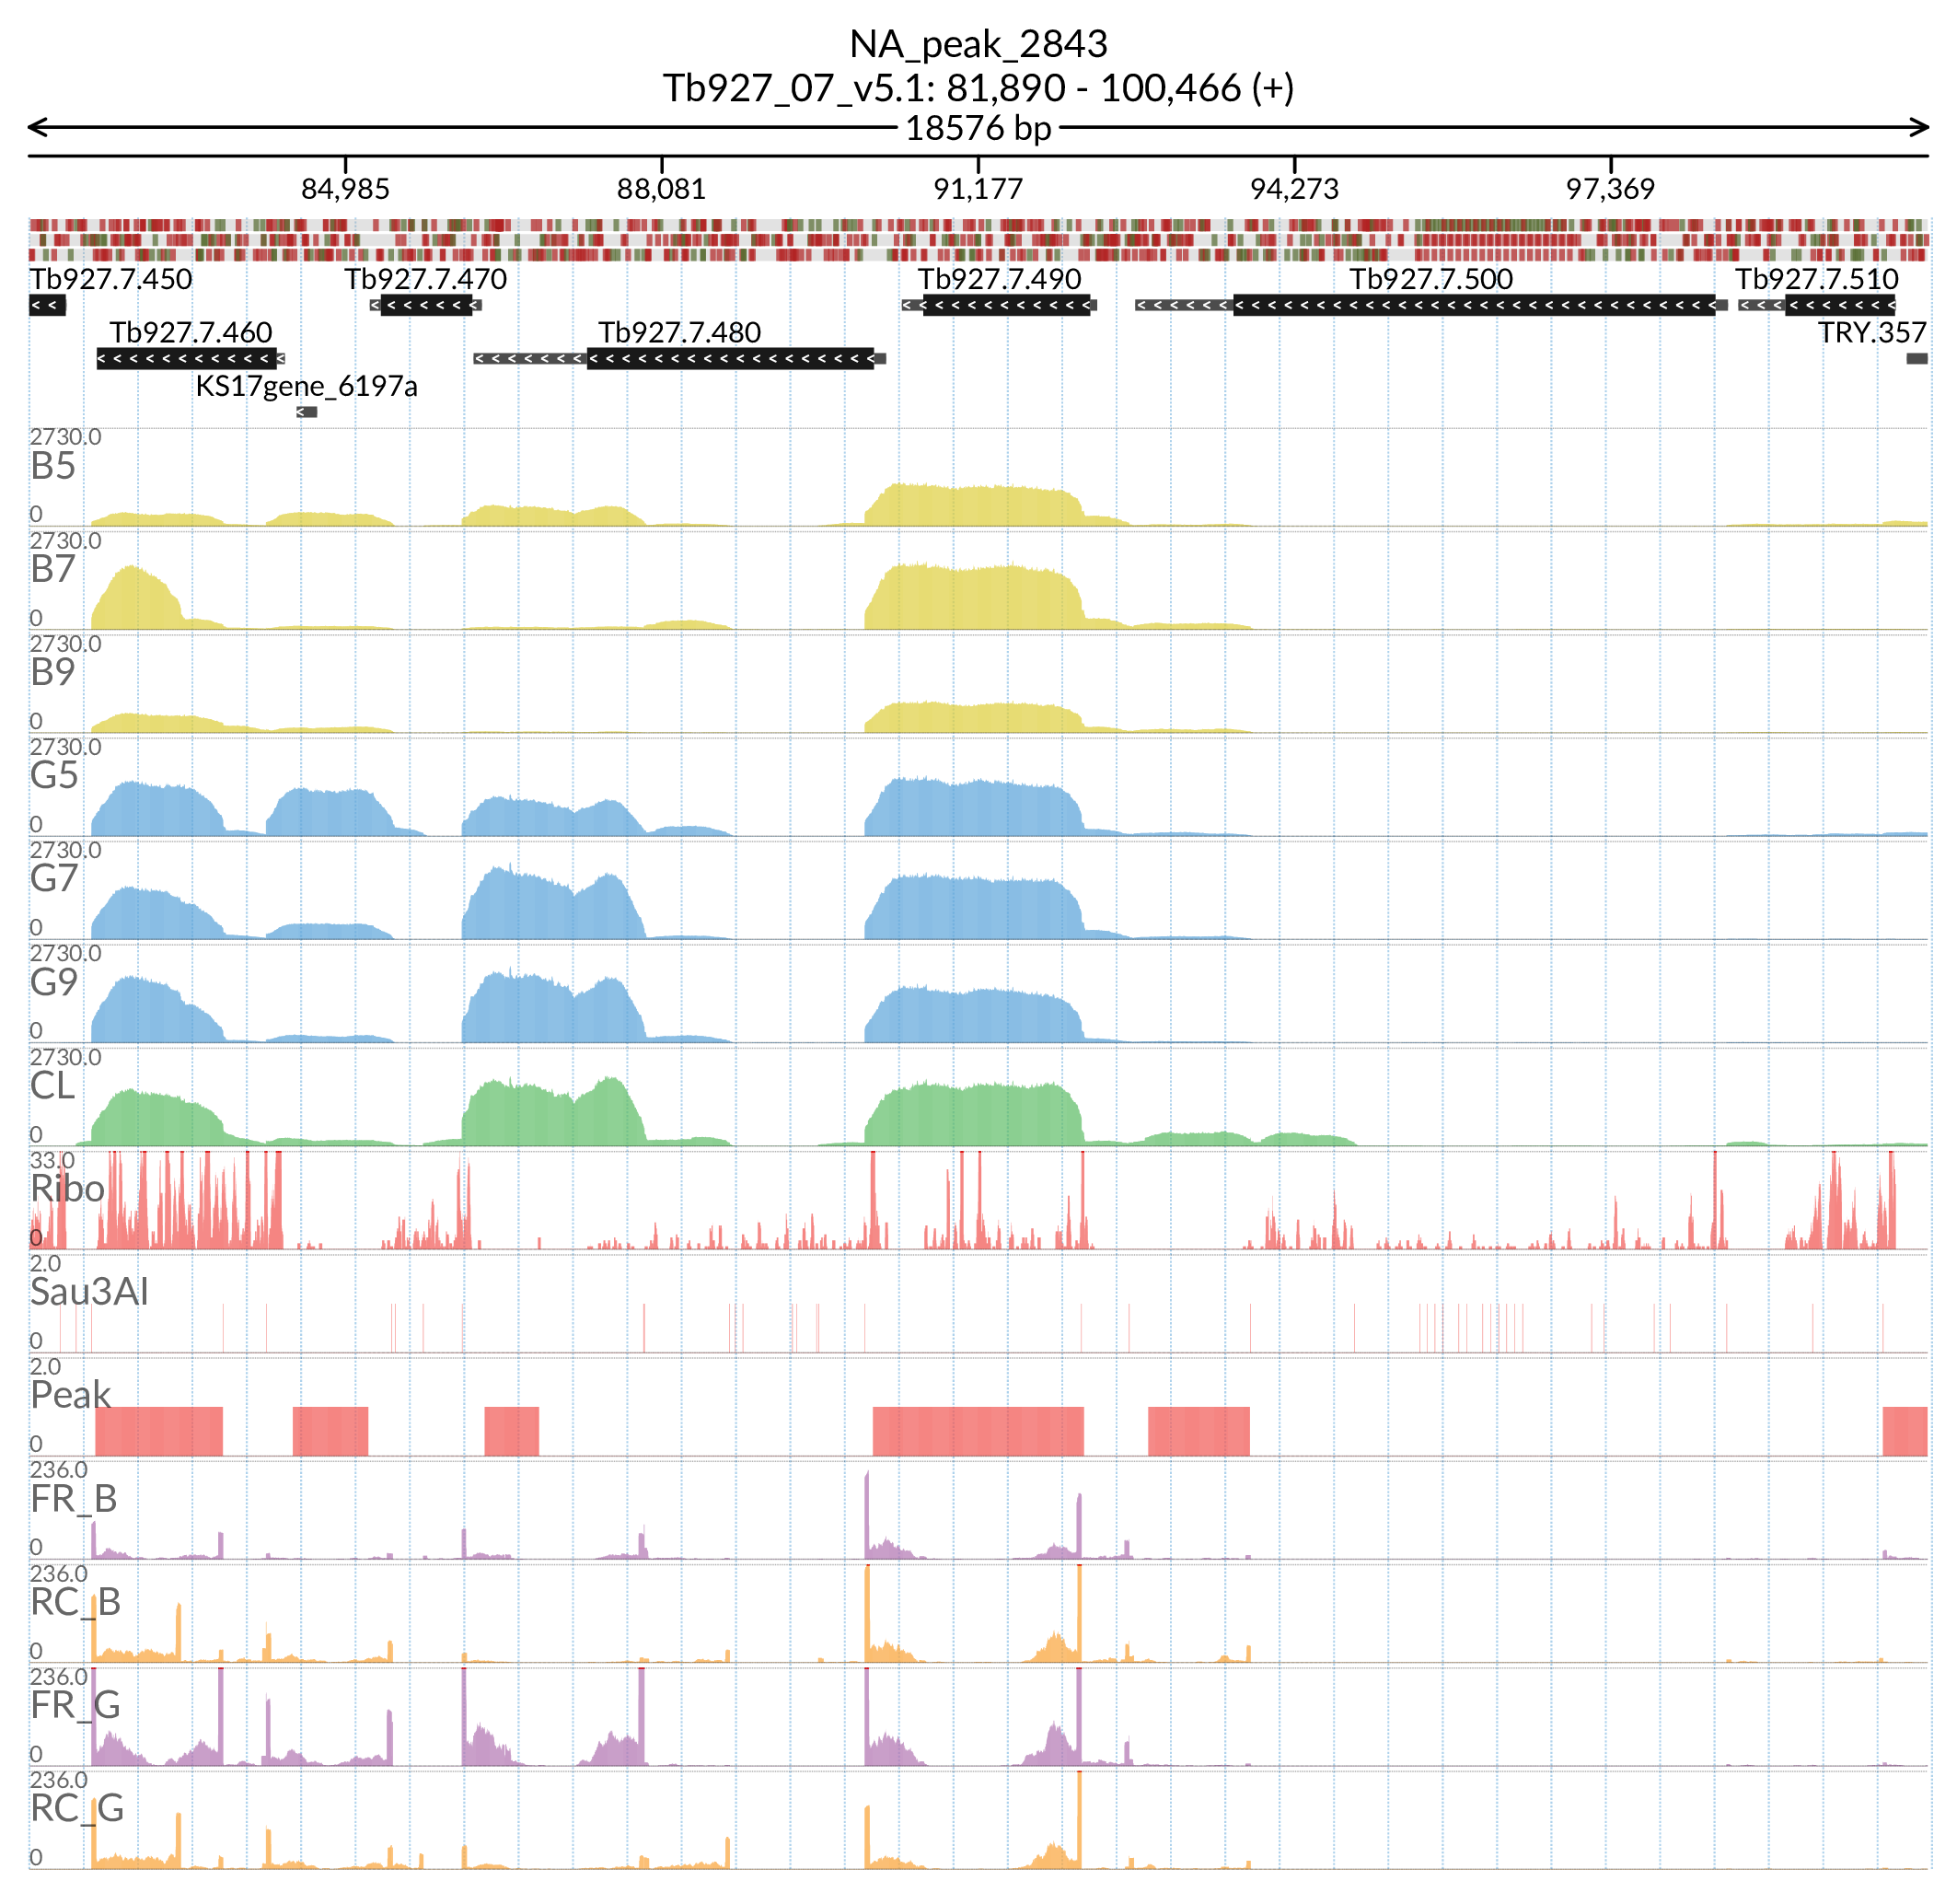 NA_peak_2843
Tb927_07_v5.1: 81,890 - 100,466 (+)
18576 bp
84,985 88,081 91,177 94,273 97,369
Tb927.7.450 Tb927.7.470 Tb927.7.490 Tb927.7.500 Tb927.7.510
Tb927.7.460 Tb927.7.480 TRY.357
KS17gene_6197a
2730.0
B5
0
2730.0
B7
0
2730.0
B9
0
2730.0
G5
0
2730.0
G7
0
2730.0
G9
0
2730.0
CL
0
33.0
Ribo
0
2.0
Sau3AI
0
2.0
Peak
0
236.0
FR_B
0
236.0
RC_B
0
236.0
FR_G
0
236.0
RC_G
0